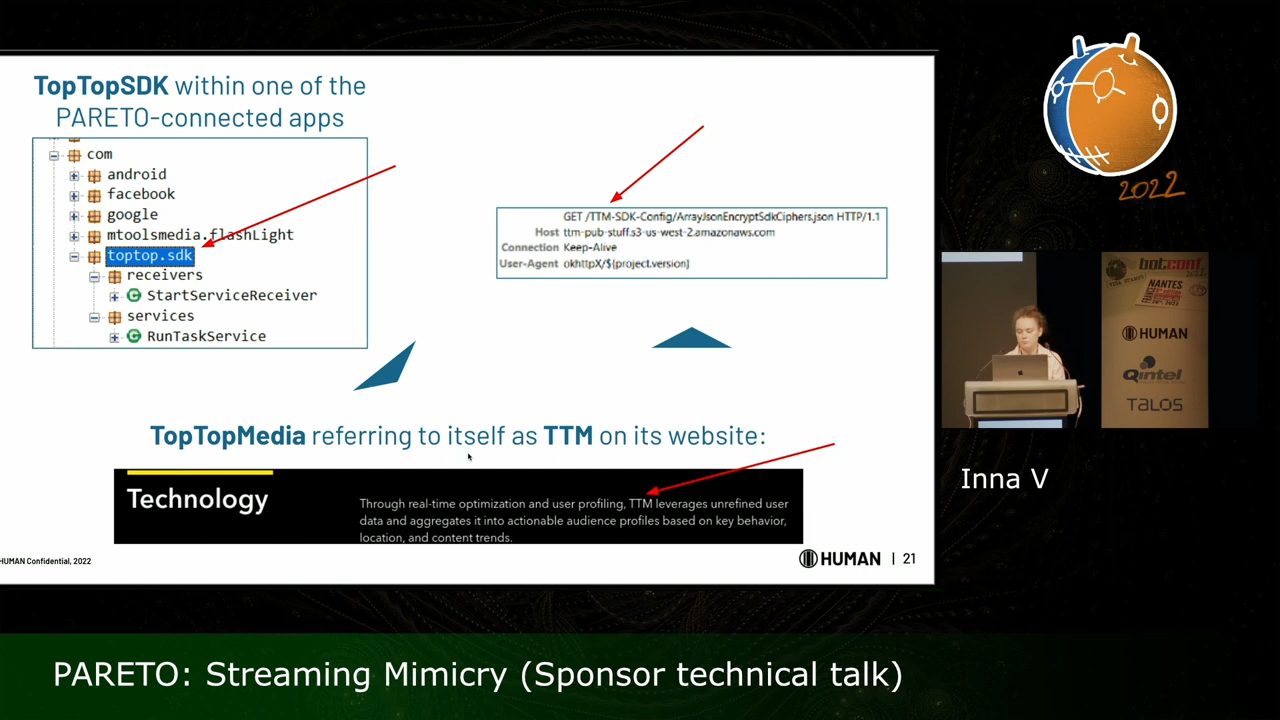 TopTopSDK within one of the
PARETO-connected apps
com
android
facebook
google
mtoolsmedia.flashLight
toptop.sdk
receivers
StartServiceReceiver
services
RunTaskService
GET /TTM-SDK-Config/ArrayJsonEncryptSdkCiphers.json HTTP/1.1
Host ttm-pub-stuff.s3-us-west-2.amazonaws.com
Connection Keep-Alive
User-Agent okhttpX/${project.version}
TopTopMedia referring to itself as TTM on its website:
Technology
Through real-time optimization and user profiling, TTM leverages unrefined user
data and aggregates it into actionable audience profiles based on key behavior,
location, and content trends.
HUMAN Confidential, 2022
HUMAN | 21
2022
botconf
NANTES
HUMAN
Qintel
TALOS
Inna V
PARETO: Streaming Mimicry (Sponsor technical talk)